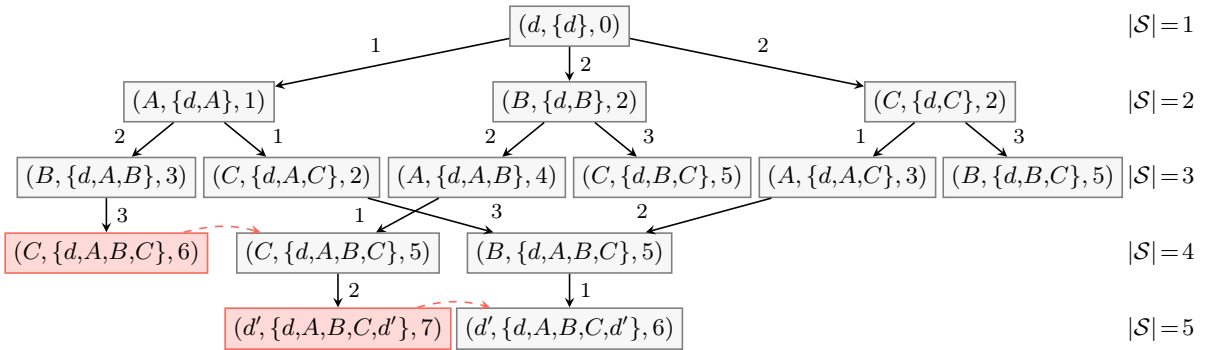 (d, {d}, 0) |S|=1
1 2 2
(A, {d,A}, 1) (B, {d,B}, 2) (C, {d,C}, 2) |S|=2
2 1 2 3 1 3
(B, {d,A,B}, 3) (C, {d,A,C}, 2) (A, {d,A,B}, 4) (C, {d,B,C}, 5) (A, {d,A,C}, 3) (B, {d,B,C}, 5) |S|=3
3 1 3 2
(C, {d,A,B,C}, 6) (C, {d,A,B,C}, 5) (B, {d,A,B,C}, 5) |S|=4
2 1
(d′, {d,A,B,C,d′}, 7) (d′, {d,A,B,C,d′}, 6) |S|=5